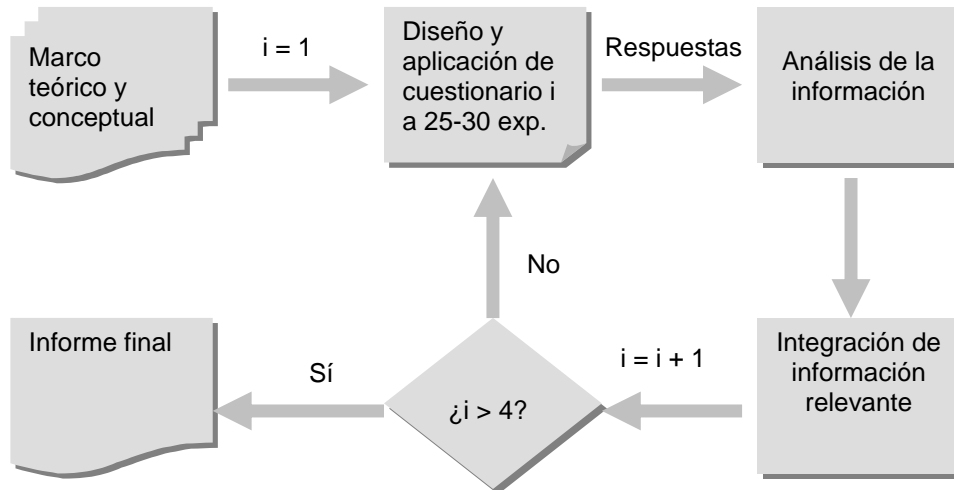 Marco
teórico y
conceptual
i = 1
Diseño y
aplicación de
cuestionario i
a 25-30 exp.
Respuestas
Análisis de la
información
No
Informe final
Sí
¿i > 4?
i = i + 1
Integración de
información
relevante